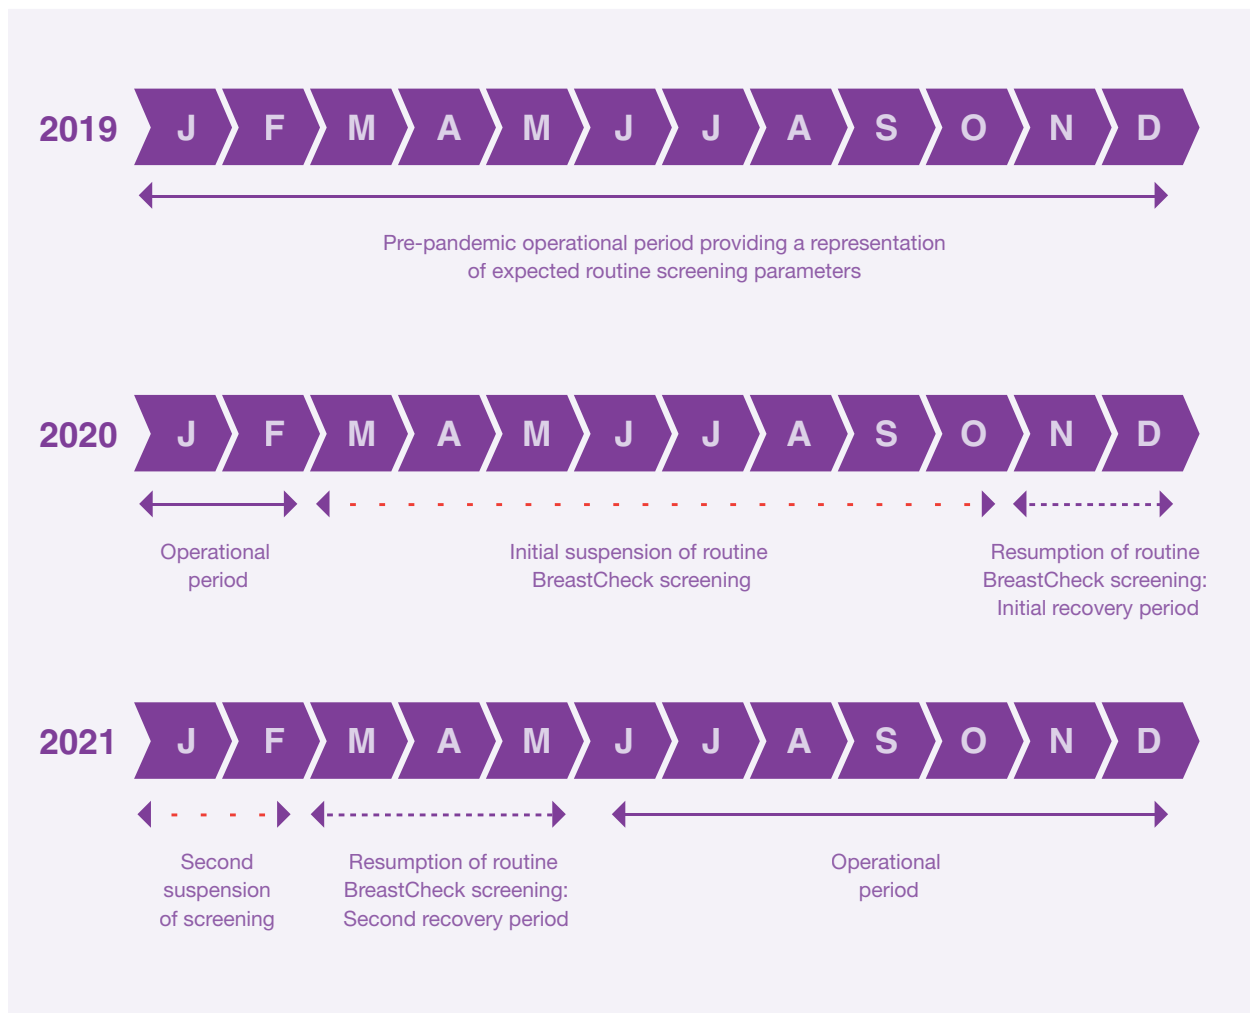 2019 J F M A M J J A S O N D
Pre-pandemic operational period providing a representation
of expected routine screening parameters
2020 J F M A M J J A S O N D
Operational
period
Initial suspension of routine
BreastCheck screening
Resumption of routine
BreastCheck screening:
Initial recovery period
2021 J F M A M J J A S O N D
Second
suspension
of screening
Resumption of routine
BreastCheck screening:
Second recovery period
Operational
period